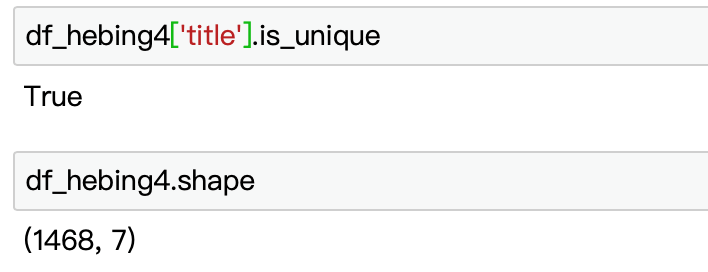 df_hebing4['title'].is_unique
True
df_hebing4.shape
(1468, 7)